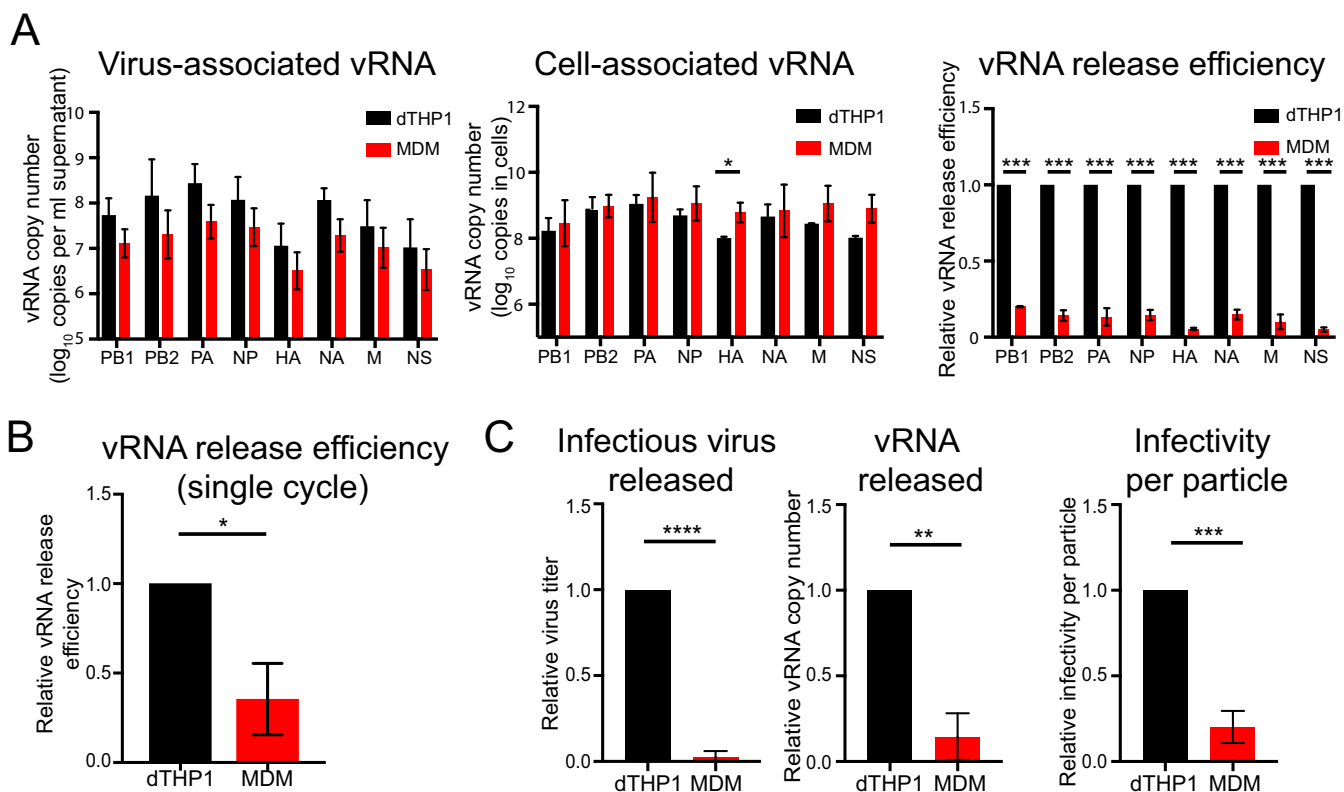 A
Virus-associated vRNA
vRNA copy number
(log10 copies per ml supernatant)
10
9
8
7
6
5
dTHP1
MDM
PB1 PB2 PA NP HA NA M NS
Cell-associated vRNA
vRNA copy number
(log10 copies in cells)
12
10
8
6
dTHP1
MDM
*
PB1 PB2 PA NP HA NA M NS
vRNA release efficiency
Relative vRNA release efficiency
1.5
1.0
0.5
0
dTHP1
MDM
*** *** *** *** *** *** *** ***
PB1 PB2 PA NP HA NA M NS
B
vRNA release efficiency
(single cycle)
Relative vRNA release
efficiency
1.5
1.0
0.5
0.0
*
dTHP1 MDM
C
Infectious virus
released
Relative virus titer
1.5
1.0
0.5
0.0
****
dTHP1 MDM
vRNA
released
Relative vRNA copy number
1.5
1.0
0.5
0.0
**
dTHP1 MDM
Infectivity
per particle
Relative infectivity per particle
1.5
1.0
0.5
0.0
***
dTHP1 MDM